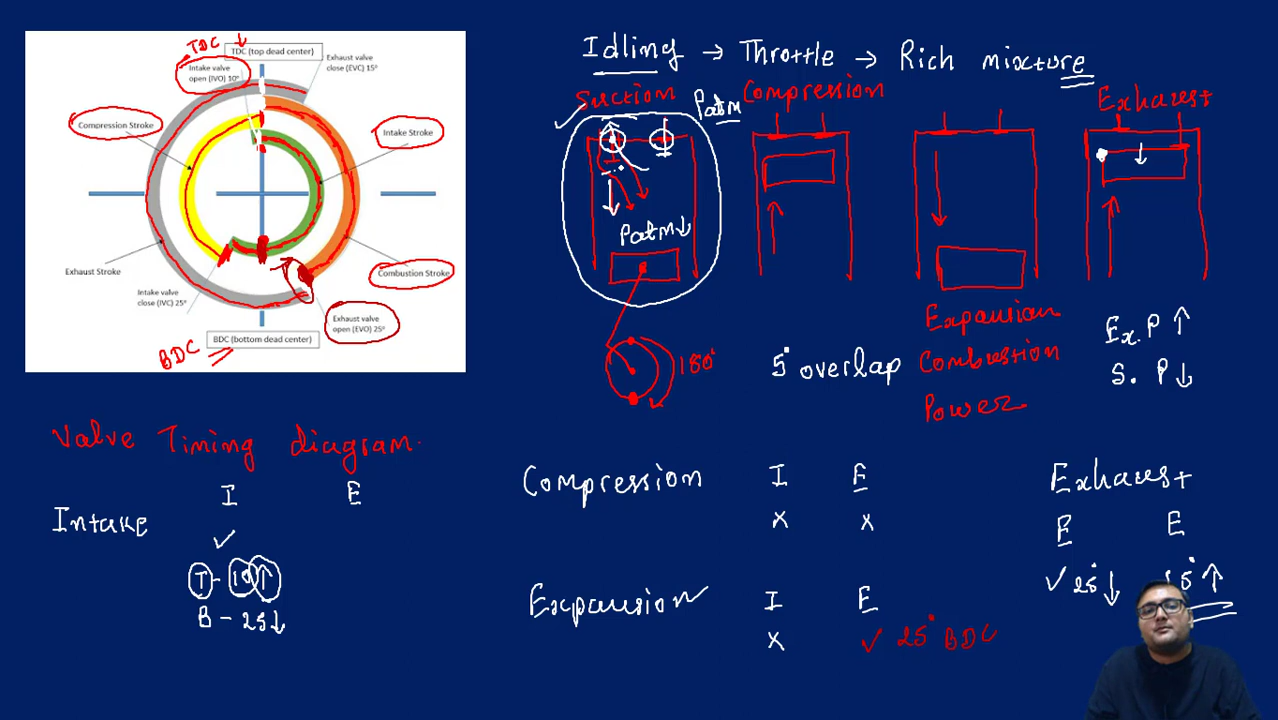 TDC
TDC (top dead center)
Intake valve
open (IVO) 10°
Exhaust valve
close (EVC) 15°
Compression Stroke
Intake Stroke
Exhaust Stroke
Combustion Stroke
Intake valve
close (IVC) 25°
Exhaust valve
open (EVO) 25°
BDC (bottom dead center)
BDC
Idling → Throttle → Rich mixture
Suction
Patm
Compression
Exhaust
Patm↓
180°
Expansion
Combustion
Power
5° overlap
Ex. P ↑
S. P ↓
Valve Timing diagram.
I E
Intake
✓
T - 10 ↑
B - 25↓
Compression I E
X X
Expansion I E
X ✓ 25° BDC
Exhaust
E E
✓ 25°↓ 15° ↑